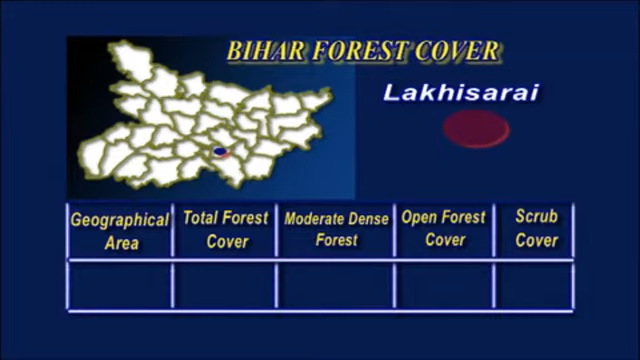 BIHAR FOREST COVER
Lakhisarai
Geographical Area
Total Forest Cover
Moderate Dense Forest
Open Forest Cover
Scrub Cover